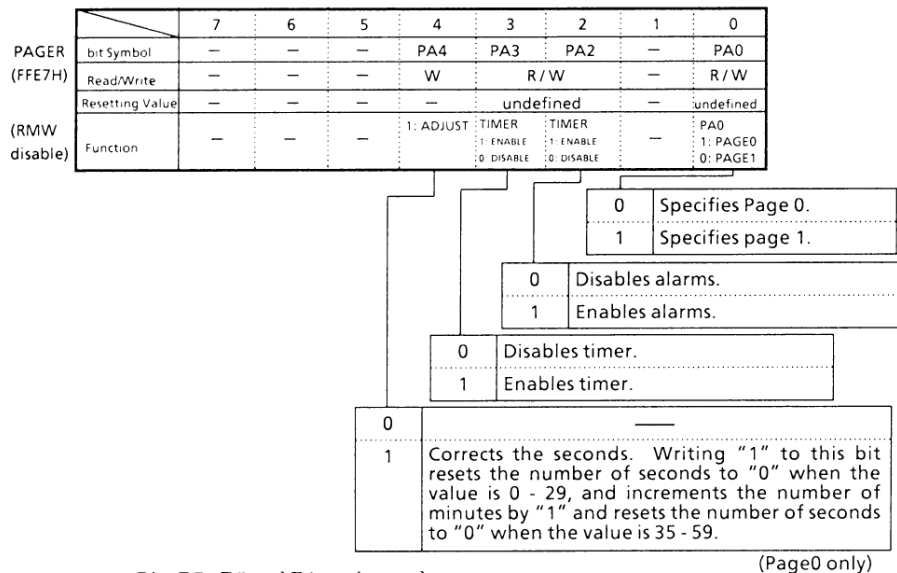 7 6 5 4 3 2 1 0
PAGER bit Symbol — — — PA4 PA3 PA2 — PA0
(FFE7H) Read/Write — — — W R/W — R/W
Resetting Value — — — — undefined — undefined
(RMW disable) Function — — — 1: ADJUST TIMER 1: ENABLE 0: DISABLE TIMER 1: ENABLE 0: DISABLE — PA0 1: PAGE0 0: PAGE1
0 Specifies Page 0.
1 Specifies page 1.
0 Disables alarms.
1 Enables alarms.
0 Disables timer.
1 Enables timer.
0 —
1 Corrects the seconds. Writing "1" to this bit
resets the number of seconds to "0" when the
value is 0 - 29, and increments the number of
minutes by "1" and resets the number of seconds
to "0" when the value is 35 - 59.
(Page0 only)